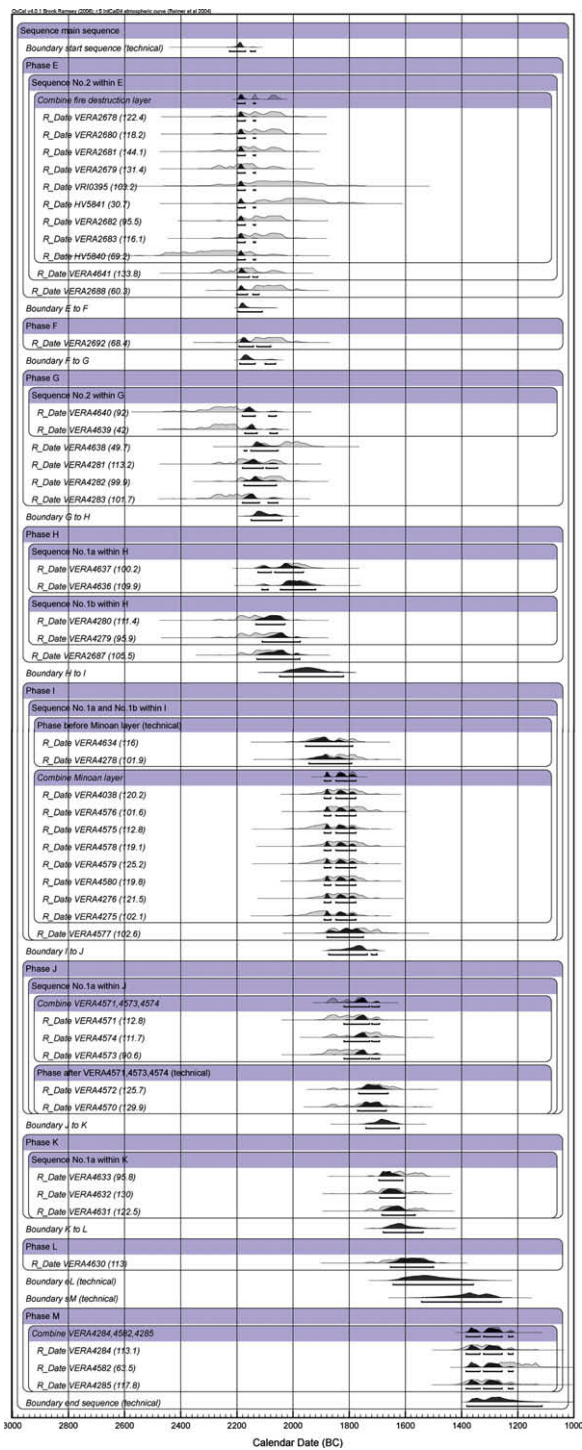 OxCal v4.0.1 Bronk Ramsey (2006); r:5 IntCal04 atmospheric curve (Reimer et al 2004)
Sequence main sequence
Boundary start sequence (technical)
Phase E
Sequence No.2 within E
Combine fire destruction layer
R_Date VERA2678 (122.4)
R_Date VERA2680 (118.2)
R_Date VERA2681 (144.1)
R_Date VERA2679 (131.4)
R_Date VRI0395 (103.2)
R_Date HV5841 (30.7)
R_Date VERA2682 (95.5)
R_Date VERA2683 (116.1)
R_Date HV5840 (69.2)
R_Date VERA4641 (133.8)
R_Date VERA2688 (60.3)
Boundary E to F
Phase F
R_Date VERA2692 (68.4)
Boundary F to G
Phase G
Sequence No.2 within G
R_Date VERA4640 (92)
R_Date VERA4639 (42)
R_Date VERA4638 (49.7)
R_Date VERA4281 (113.2)
R_Date VERA4282 (99.9)
R_Date VERA4283 (101.7)
Boundary G to H
Phase H
Sequence No.1a within H
R_Date VERA4637 (100.2)
R_Date VERA4636 (109.9)
Sequence No.1b within H
R_Date VERA4280 (111.4)
R_Date VERA4279 (95.9)
R_Date VERA2687 (105.5)
Boundary H to I
Phase I
Sequence No.1a and No.1b within I
Phase before Minoan layer (technical)
R_Date VERA4634 (116)
R_Date VERA4278 (101.9)
Combine Minoan layer
R_Date VERA4038 (120.2)
R_Date VERA4576 (101.6)
R_Date VERA4575 (112.8)
R_Date VERA4578 (119.1)
R_Date VERA4579 (125.2)
R_Date VERA4580 (119.8)
R_Date VERA4276 (121.5)
R_Date VERA4275 (102.1)
R_Date VERA4577 (102.6)
Boundary I to J
Phase J
Sequence No.1a within J
Combine VERA4571,4573,4574
R_Date VERA4571 (112.8)
R_Date VERA4574 (111.7)
R_Date VERA4573 (90.6)
Phase after VERA4571,4573,4574 (technical)
R_Date VERA4572 (125.7)
R_Date VERA4570 (129.9)
Boundary J to K
Phase K
Sequence No.1a within K
R_Date VERA4633 (95.8)
R_Date VERA4632 (130)
R_Date VERA4631 (122.5)
Boundary K to L
Phase L
R_Date VERA4630 (113)
Boundary eL (technical)
Boundary sM (technical)
Phase M
Combine VERA4284,4582,4285
R_Date VERA4284 (113.1)
R_Date VERA4582 (63.5)
R_Date VERA4285 (117.8)
Boundary end sequence (technical)
3000 2800 2600 2400 2200 2000 1800 1600 1400 1200 1000
Calendar Date (BC)